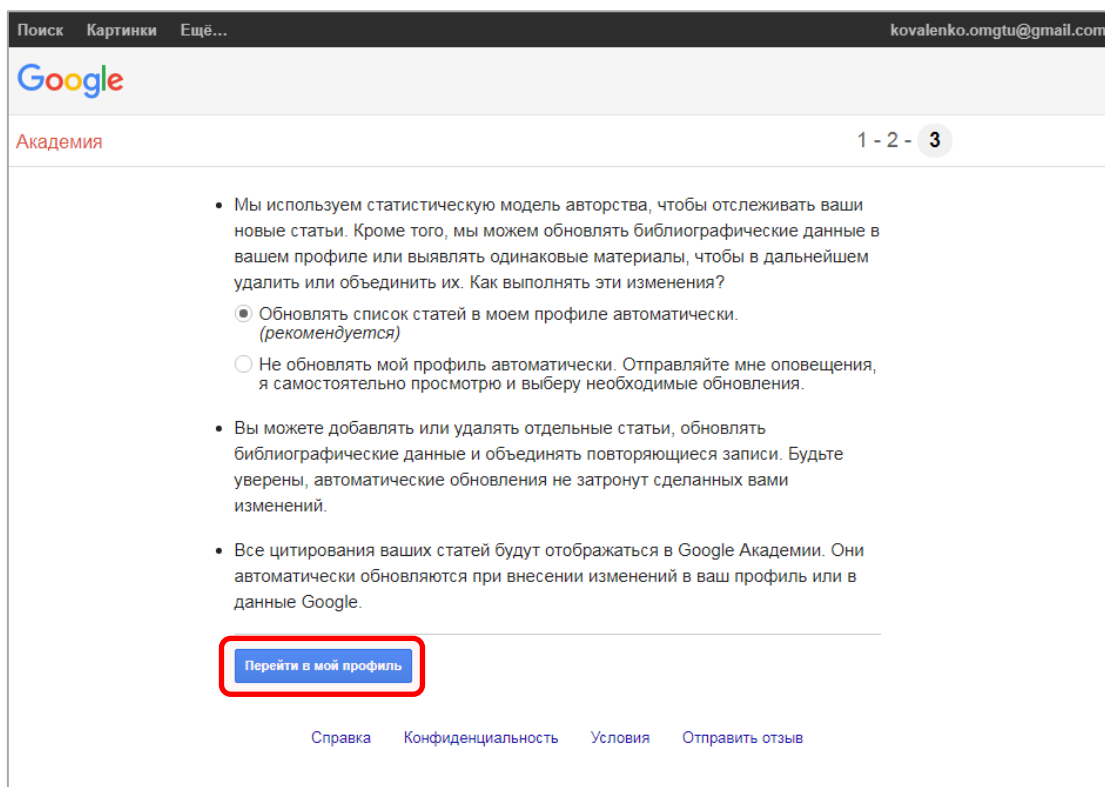 Поиск Картинки Ещё... kovalenko.omgtu@gmail.com
Google
Академия 1 - 2 - 3
• Мы используем статистическую модель авторства, чтобы отслеживать ваши
новые статьи. Кроме того, мы можем обновлять библиографические данные в
вашем профиле или выявлять одинаковые материалы, чтобы в дальнейшем
удалить или объединить их. Как выполнять эти изменения?
Обновлять список статей в моем профиле автоматически.
(рекомендуется)
Не обновлять мой профиль автоматически. Отправляйте мне оповещения,
я самостоятельно просмотрю и выберу необходимые обновления.
• Вы можете добавлять или удалять отдельные статьи, обновлять
библиографические данные и объединять повторяющиеся записи. Будьте
уверены, автоматические обновления не затронут сделанных вами
изменений.
• Все цитирования ваших статей будут отображаться в Google Академии. Они
автоматически обновляются при внесении изменений в ваш профиль или в
данные Google.
Перейти в мой профиль
Справка Конфиденциальность Условия Отправить отзыв